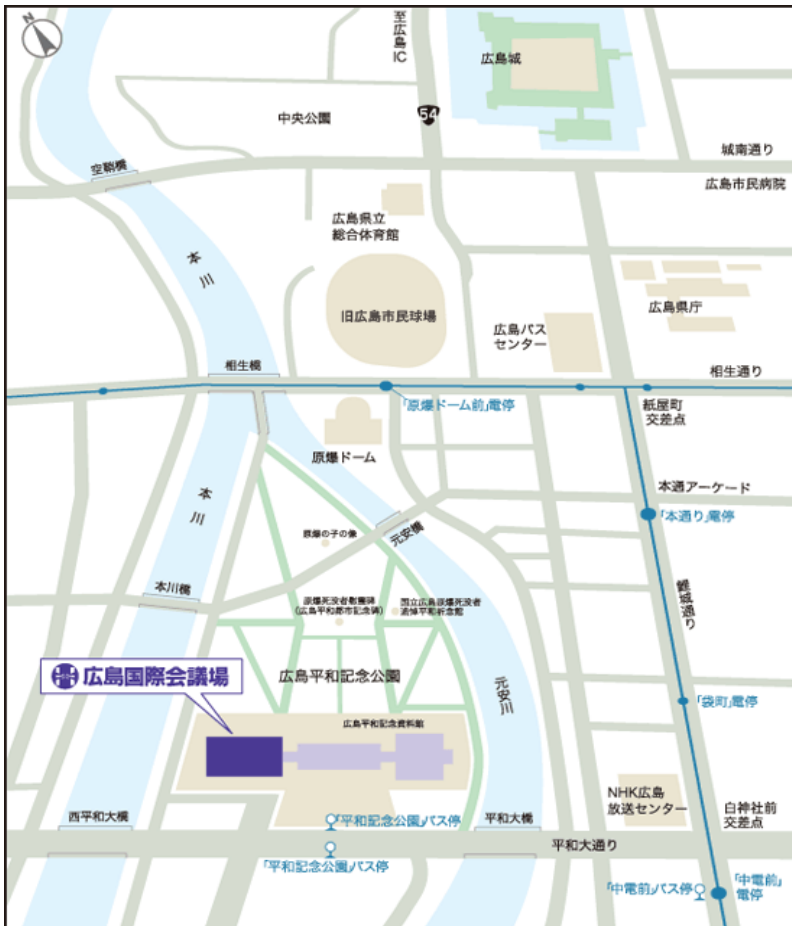 N
至広島IC
広島城
54
中央公園
城南通り
空鞘橋
広島市民病院
広島県立
総合体育館
本川
旧広島市民球場
広島バス
センター
広島県庁
相生橋
相生通り
「原爆ドーム前」電停
紙屋町
交差点
原爆ドーム
本通アーケード
本川
「本通り」電停
元安橋
原爆の子の像
本川橋
原爆死没者慰霊碑
(広島平和都市記念碑)
国立広島原爆死没者
追悼平和祈念館
鯉城通り
広島国際会議場
広島平和記念公園
元安川
「袋町」電停
広島平和記念資料館
NHK広島
放送センター
白神社前
交差点
西平和大橋
「平和記念公園」バス停
平和大橋
平和大通り
「平和記念公園」バス停
「中電前」バス停
「中電前」
電停